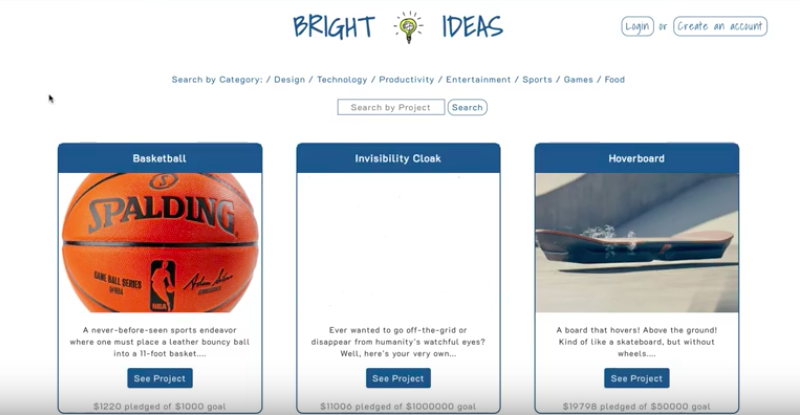 BRIGHT IDEAS
Login or Create an account
Search by Category: / Design / Technology / Productivity / Entertainment / Sports / Games / Food
Search by Project Search
Basketball
SPALDING
GAME BALL SERIES
NBA
A never-before-seen sports endeavor
where one must place a leather bouncy ball
into a 11-foot basket....
See Project
$1220 pledged of $1000 goal
Invisibility Cloak
Ever wanted to go off-the-grid or
disappear from humanity's watchful eyes?
Well, here's your very own...
See Project
$11006 pledged of $1000000 goal
Hoverboard
A board that hovers! Above the ground!
Kind of like a skateboard, but without
wheels....
See Project
$19798 pledged of $50000 goal